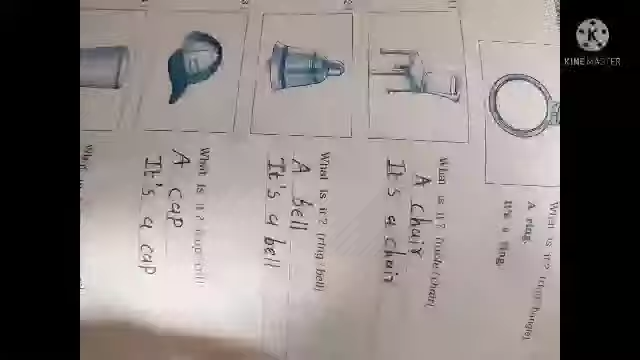 What is it? (ring / bangle).
A ring.
It's a ring.
What is it? (table/chair)
A chair
It's a chair
What is it? (ring / bell)
A bell
It's a bell
What is it?
A cap
It's a cap
K
KINEMASTER